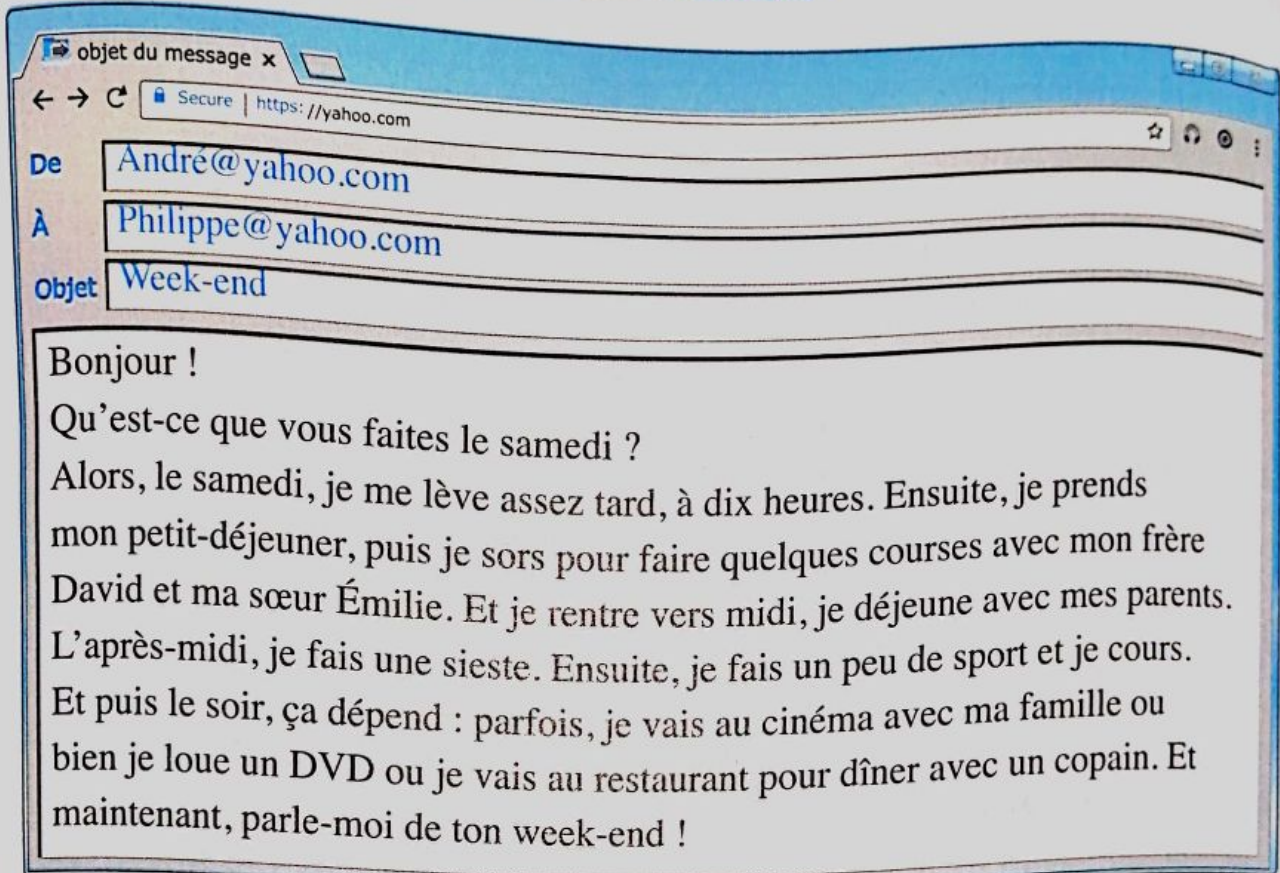 objet du message x
Secure | https://yahoo.com
De André@yahoo.com
À Philippe@yahoo.com
Objet Week-end
Bonjour !
Qu'est-ce que vous faites le samedi ?
Alors, le samedi, je me lève assez tard, à dix heures. Ensuite, je prends
mon petit-déjeuner, puis je sors pour faire quelques courses avec mon frère
David et ma sœur Émilie. Et je rentre vers midi, je déjeune avec mes parents.
L'après-midi, je fais une sieste. Ensuite, je fais un peu de sport et je cours.
Et puis le soir, ça dépend : parfois, je vais au cinéma avec ma famille ou
bien je loue un DVD ou je vais au restaurant pour dîner avec un copain. Et
maintenant, parle-moi de ton week-end !